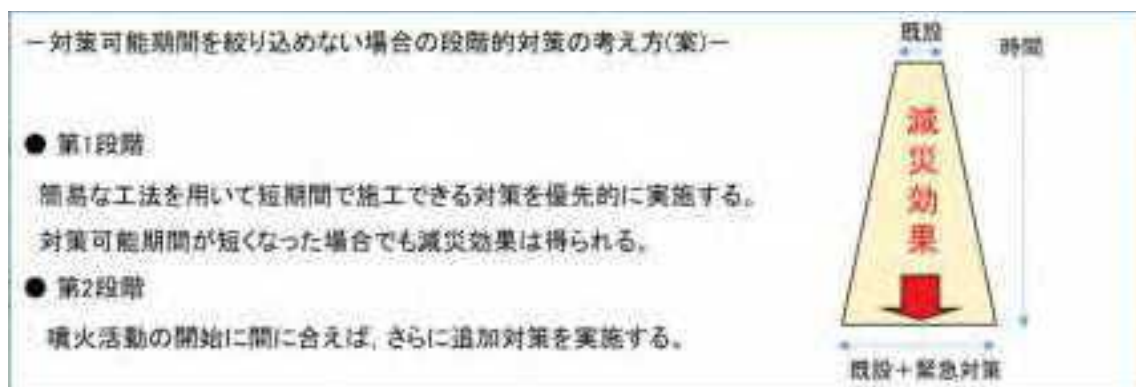 －対策可能期間を絞り込めない場合の段階的対策の考え方(案)－
● 第1段階
簡易な工法を用いて短期間で施工できる対策を優先的に実施する。
対策可能期間が短くなった場合でも減災効果は得られる。
● 第2段階
噴火活動の開始に間に合えば, さらに追加対策を実施する。
既設
時間
減災効果
既設＋緊急対策